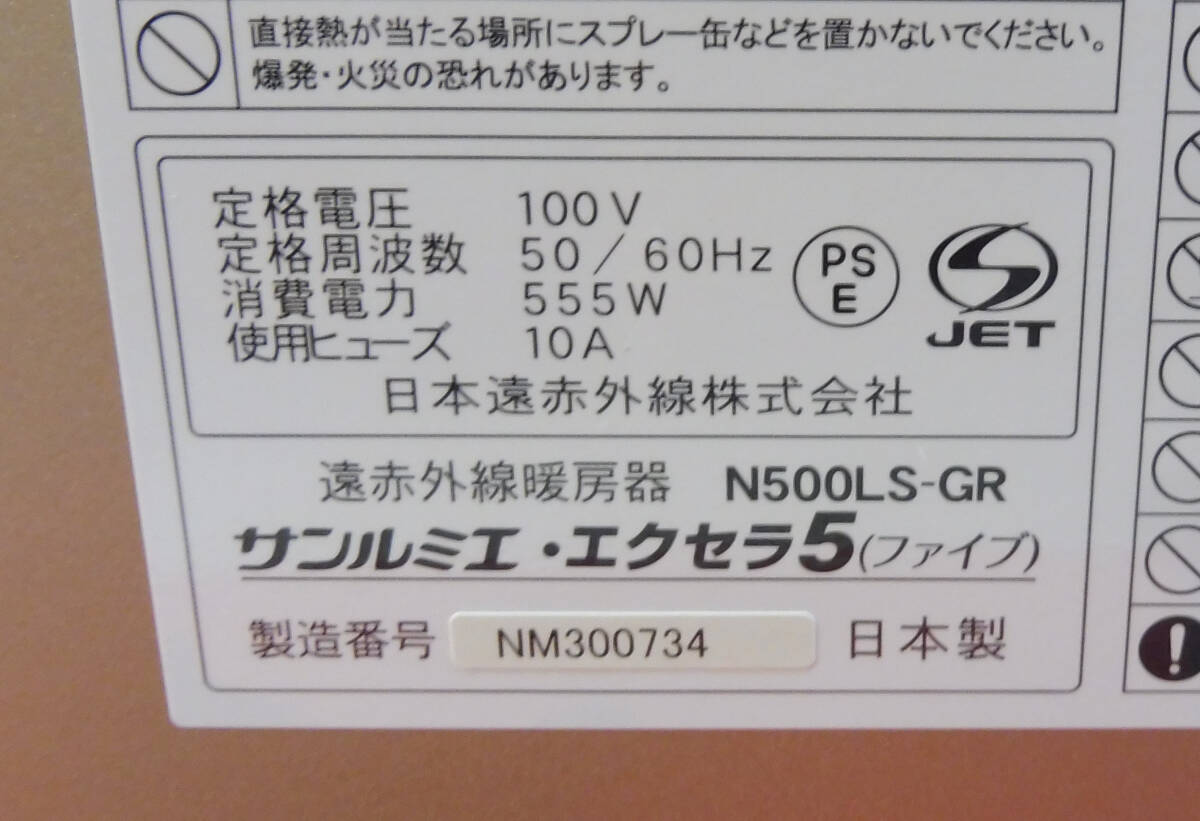 直接熱が当たる場所にスプレー缶などを置かないでください。
爆発・火災の恐れがあります。
定格電圧 100V
定格周波数 50/60Hz
消費電力 555W
使用ヒューズ 10A
PS
E
JET
日本遠赤外線株式会社
遠赤外線暖房器 N500LS-GR
サンルミエ・エクセラ5(ファイブ)
製造番号 NM300734 日本製